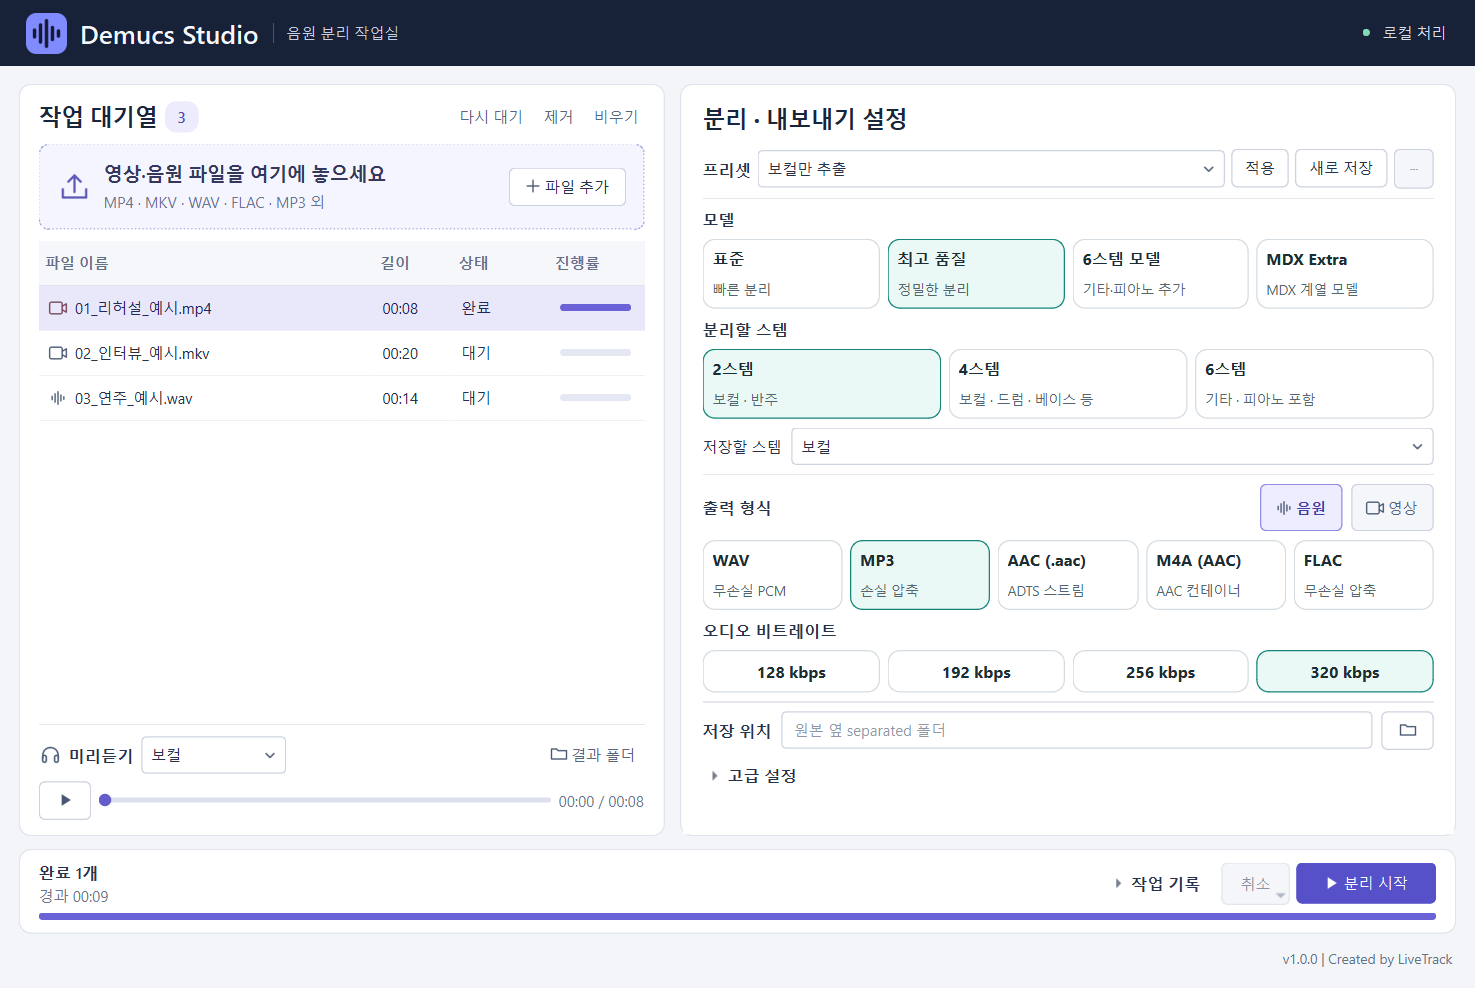 Demucs Studio
음원 분리 작업실
로컬 처리
작업 대기열 3
다시 대기 제거 비우기
영상·음원 파일을 여기에 놓으세요
MP4 · MKV · WAV · FLAC · MP3 외
파일 추가
파일 이름 길이 상태 진행률
01_리허설_예시.mp4 00:08 완료
02_인터뷰_예시.mkv 00:20 대기
03_연주_예시.wav 00:14 대기
미리듣기 보컬 결과 폴더
00:00 / 00:08
분리 · 내보내기 설정
프리셋 보컬만 추출 적용 새로 저장 ...
모델
표준
빠른 분리
최고 품질
정밀한 분리
6스템 모델
기타·피아노 추가
MDX Extra
MDX 계열 모델
분리할 스템
2스템
보컬 · 반주
4스템
보컬 · 드럼 · 베이스 등
6스템
기타 · 피아노 포함
저장할 스템 보컬
출력 형식 음원 영상
WAV
무손실 PCM
MP3
손실 압축
AAC (.aac)
ADTS 스트림
M4A (AAC)
AAC 컨테이너
FLAC
무손실 압축
오디오 비트레이트
128 kbps 192 kbps 256 kbps 320 kbps
저장 위치 원본 옆 separated 폴더
고급 설정
완료 1개
경과 00:09
작업 기록 취소 분리 시작
v1.0.0 | Created by LiveTrack